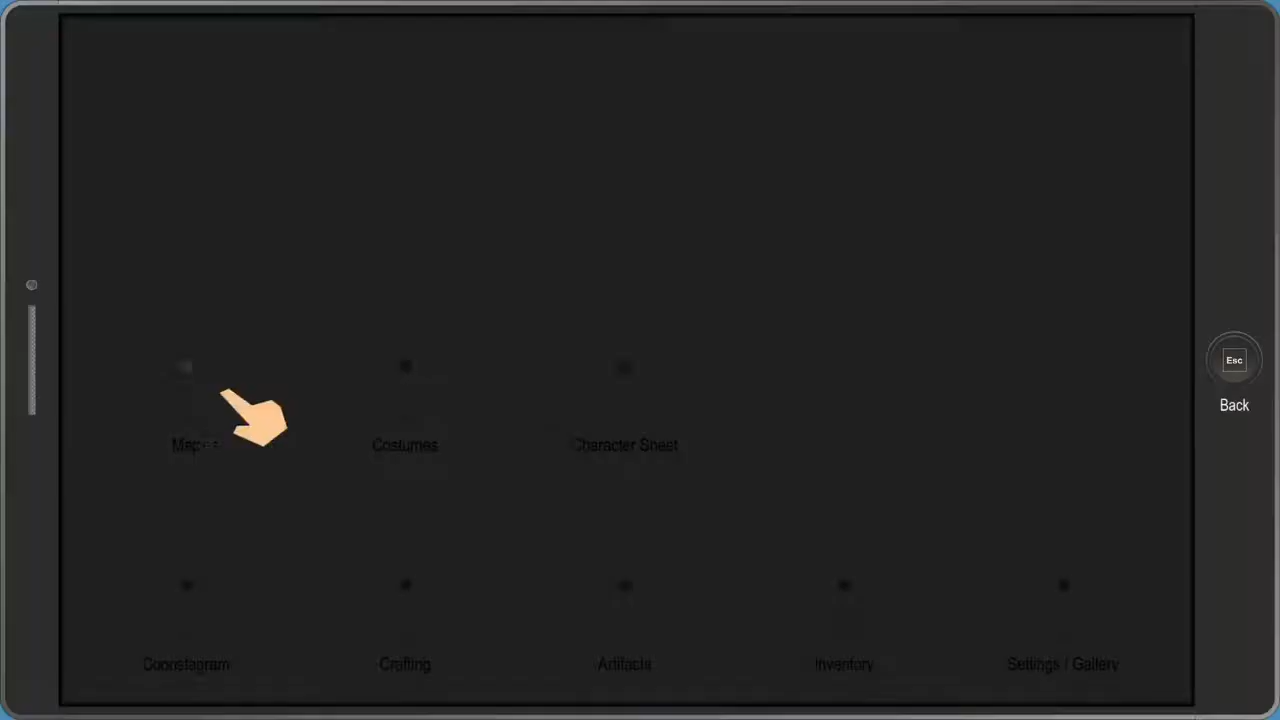 Esc
Back
Costumes
Character Sheet
Coonstagram
Crafting
Artifacts
Inventory
Settings / Gallery